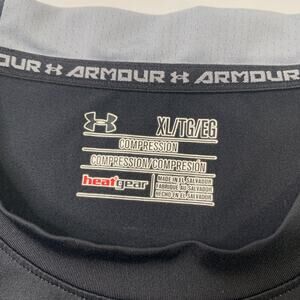 OUR ARMOUR ARMOUR
XL/TG/EG
COMPRESSION
COMPRESSION/COMPRESIÓN
heatgear
MADE IN EL SALVADOR
FABRIQUÉ AU SALVADOR
HECHO EN EL SALVADOR